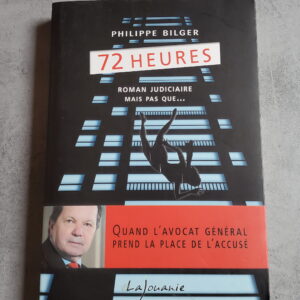 PHILIPPE BILGER
72 HEURES
ROMAN JUDICIAIRE
MAIS PAS QUE...
QUAND L'AVOCAT GÉNÉRAL
PREND LA PLACE DE L'ACCUSÉ
LaJouanie